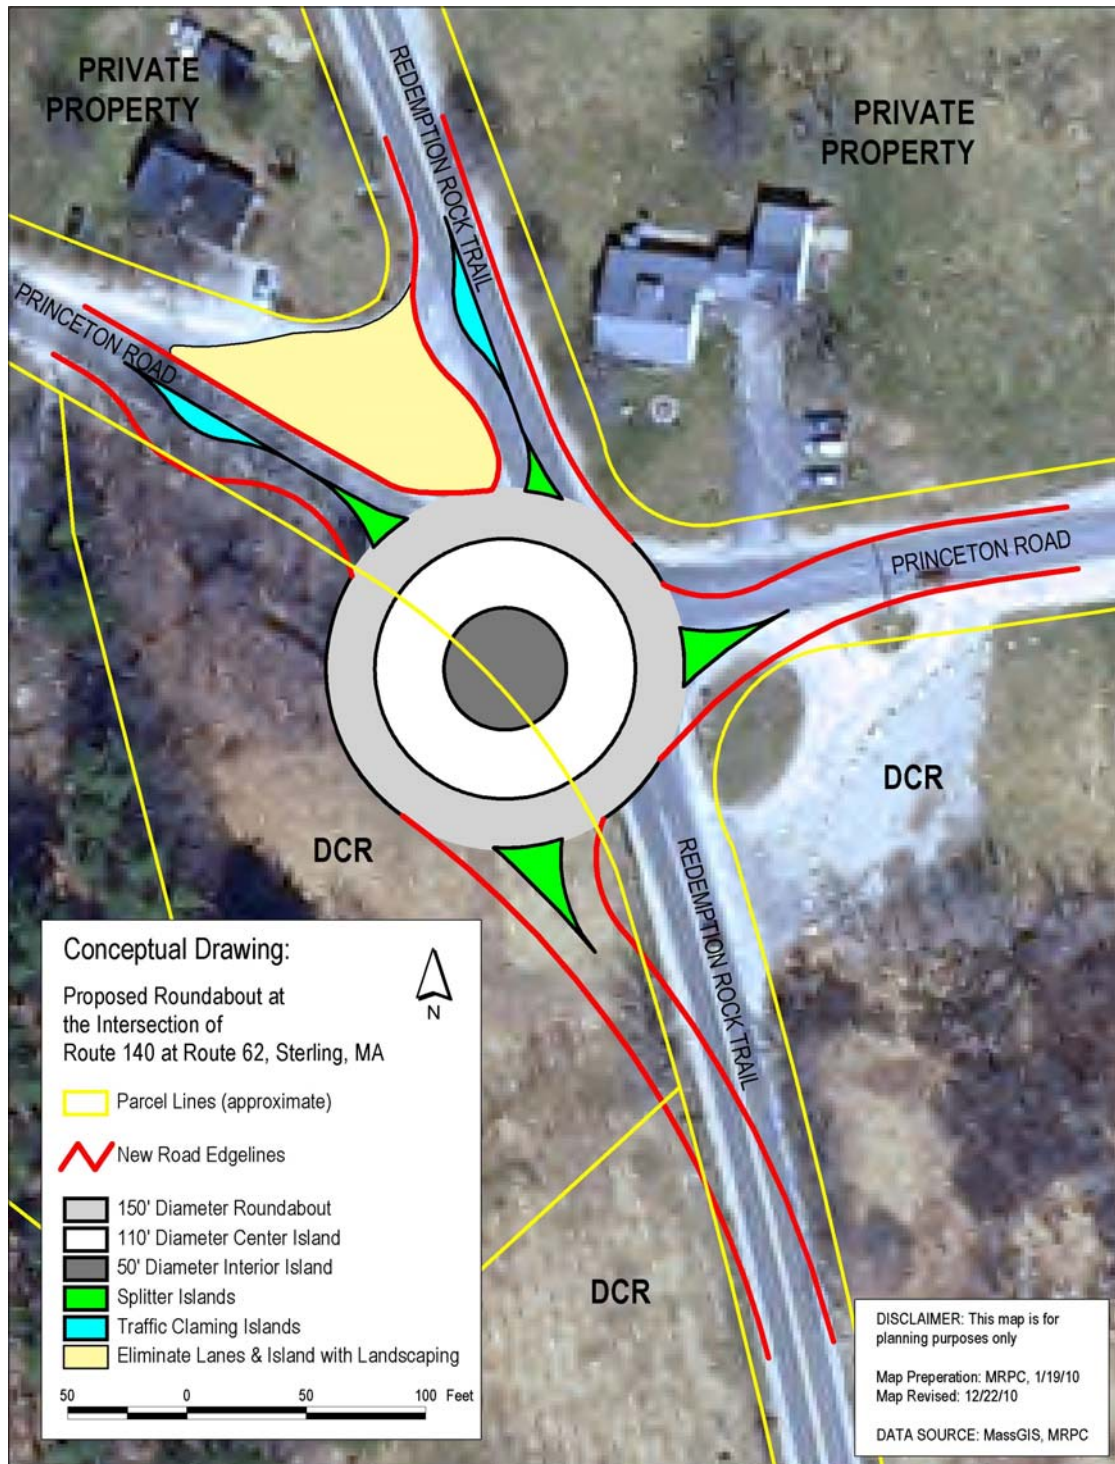 PRIVATE
PROPERTY
REDEMPTION ROCK TRAIL
PRIVATE
PROPERTY
PRINCETON ROAD
PRINCETON ROAD
DCR
DCR
REDEMPTION ROCK TRAIL
DCR
Conceptual Drawing:
Proposed Roundabout at
the Intersection of
Route 140 at Route 62, Sterling, MA
N
Parcel Lines (approximate)
New Road Edgelines
150' Diameter Roundabout
110' Diameter Center Island
50' Diameter Interior Island
Splitter Islands
Traffic Claming Islands
Eliminate Lanes & Island with Landscaping
50 0 50 100 Feet
DISCLAIMER: This map is for
planning purposes only
Map Preperation: MRPC, 1/19/10
Map Revised: 12/22/10
DATA SOURCE: MassGIS, MRPC